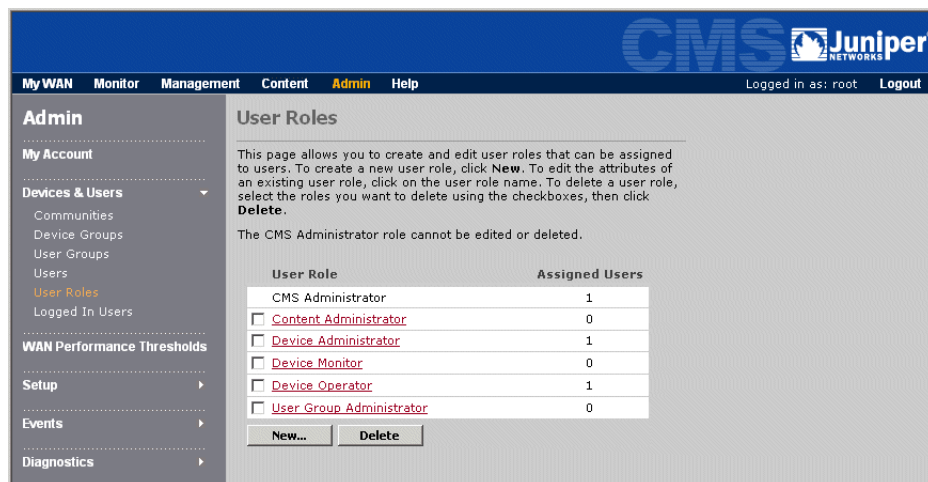 CMS
Juniper
NETWORKS
My WAN Monitor Management Content Admin Help Logged in as: root Logout
Admin
My Account
Devices & Users
Communities
Device Groups
User Groups
Users
User Roles
Logged In Users
WAN Performance Thresholds
Setup
Events
Diagnostics
User Roles
This page allows you to create and edit user roles that can be assigned
to users. To create a new user role, click New. To edit the attributes of
an existing user role, click on the user role name. To delete a user role,
select the roles you want to delete using the checkboxes, then click
Delete.
The CMS Administrator role cannot be edited or deleted.
User Role Assigned Users
CMS Administrator 1
Content Administrator 0
Device Administrator 1
Device Monitor 0
Device Operator 1
User Group Administrator 0
New... Delete